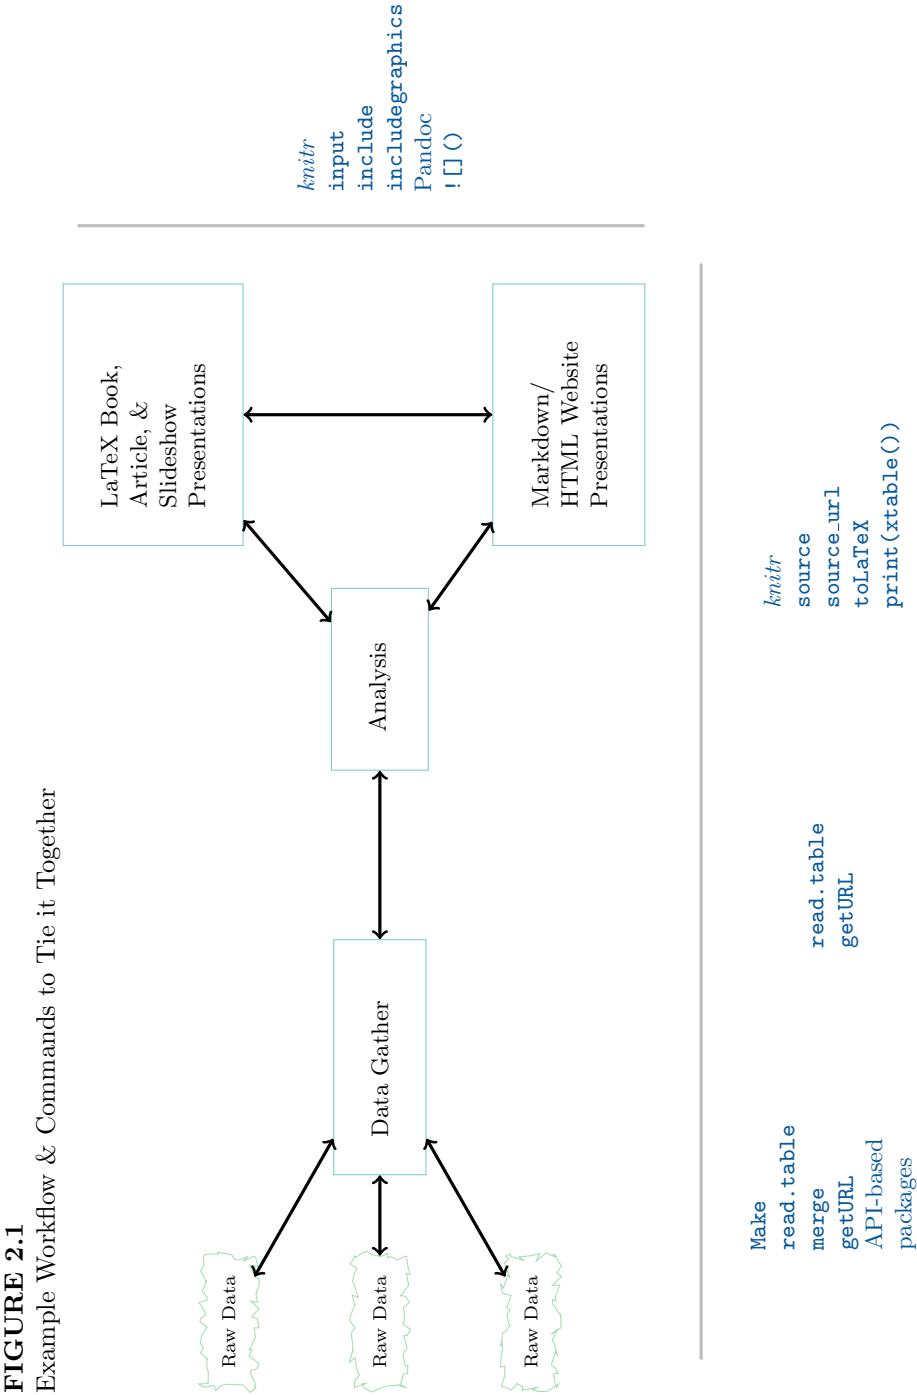 FIGURE 2.1
Example Workflow & Commands to Tie it Together
Raw Data
Raw Data
Raw Data
Data Gather
Analysis
LaTeX Book,
Article, &
Slideshow
Presentations
Markdown/
HTML Website
Presentations
knitr
input
include
includegraphics
Pandoc
![]()
Make
read.table
merge
getURL
API-based
packages
read.table
getURL
knitr
source
source_url
toLaTeX
print(xtable())